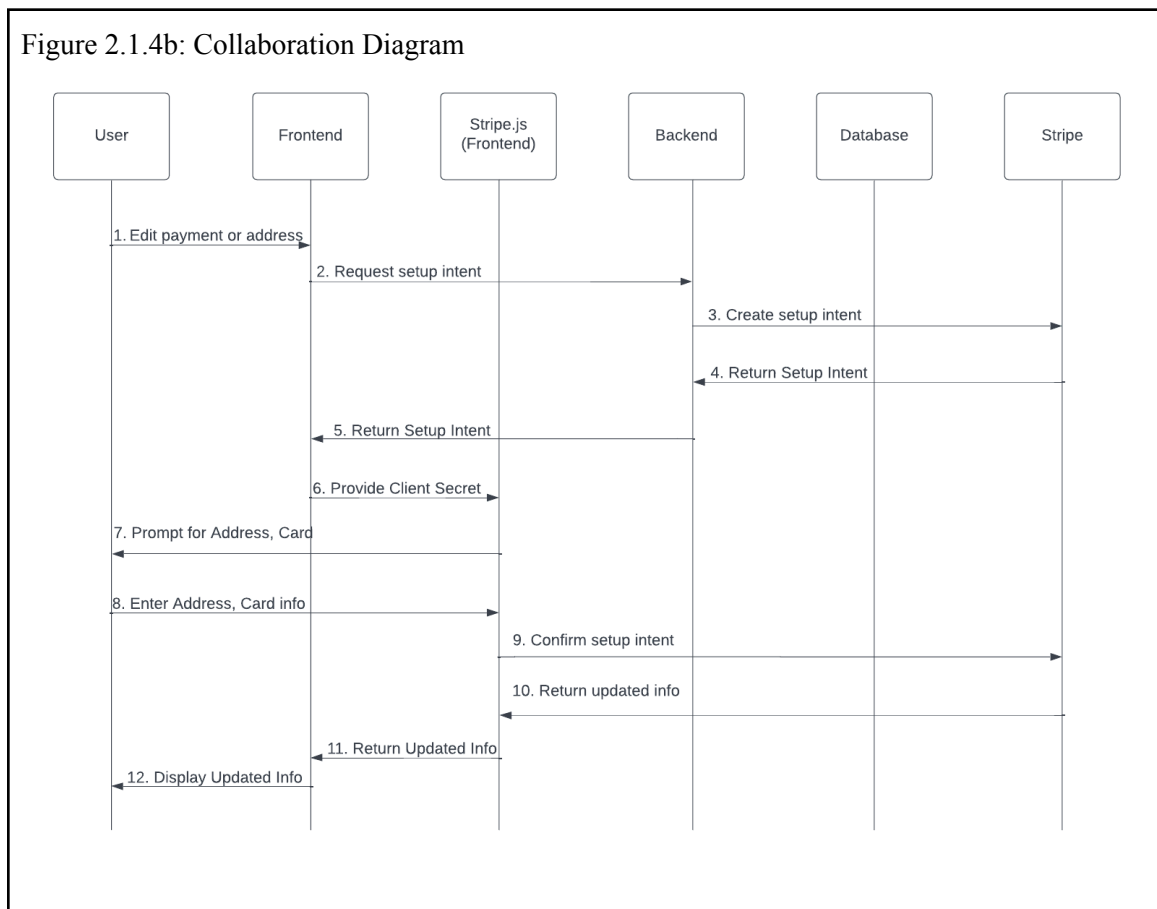 Figure 2.1.4b: Collaboration Diagram
User
Frontend
Stripe.js
(Frontend)
Backend
Database
Stripe
1. Edit payment or address
2. Request setup intent
3. Create setup intent
4. Return Setup Intent
5. Return Setup Intent
6. Provide Client Secret
7. Prompt for Address, Card
8. Enter Address, Card info
9. Confirm setup intent
10. Return updated info
11. Return Updated Info
12. Display Updated Info